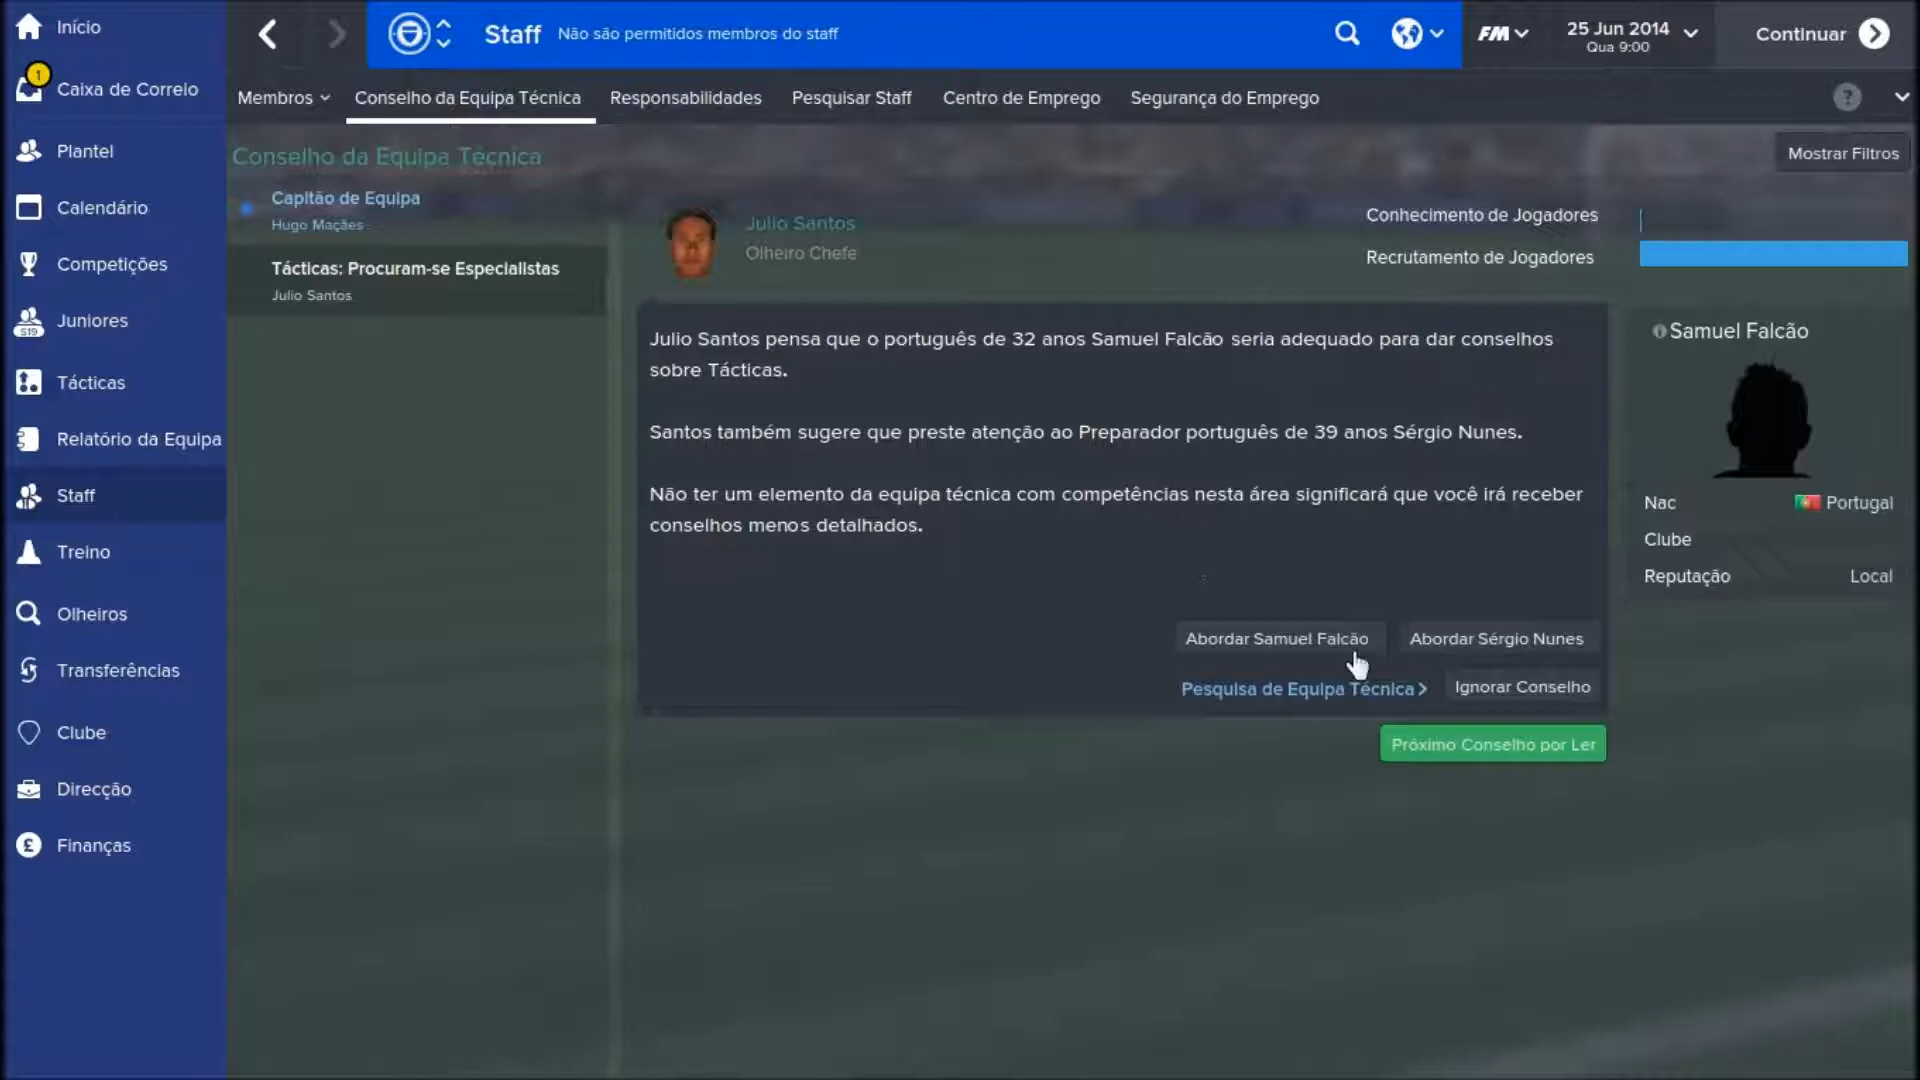 Início
1
Caixa de Correio
Plantel
Calendário
Competições
S19
Juniores
Tácticas
Relatório da Equipa
Staff
Treino
Olheiros
Transferências
Clube
Direcção
£
Finanças
Staff
Não são permitidos membros do staff
FM
25 Jun 2014
Qua 9:00
Continuar
Membros
Conselho da Equipa Técnica
Responsabilidades
Pesquisar Staff
Centro de Emprego
Segurança do Emprego
?
Conselho da Equipa Técnica
Mostrar Filtros
Capitão de Equipa
Hugo Maçães
Tácticas: Procuram-se Especialistas
Julio Santos
Julio Santos
Olheiro Chefe
Conhecimento de Jogadores
Recrutamento de Jogadores
Julio Santos pensa que o português de 32 anos Samuel Falcão seria adequado para dar conselhos
sobre Tácticas.
Santos também sugere que preste atenção ao Preparador português de 39 anos Sérgio Nunes.
Não ter um elemento da equipa técnica com competências nesta área significará que você irá receber
conselhos menos detalhados.
Abordar Samuel Falcão
Abordar Sérgio Nunes
Pesquisa de Equipa Técnica
Ignorar Conselho
Próximo Conselho por Ler
Samuel Falcão
Nac
Portugal
Clube
Reputação
Local